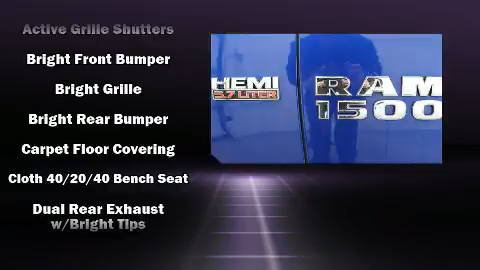 Active Grille Shutters
Bright Front Bumper
Bright Grille
Bright Rear Bumper
Carpet Floor Covering
Cloth 40/20/40 Bench Seat
Dual Rear Exhaust
w/Bright Tips
HEMI
5.7 LITER
RAM
1500